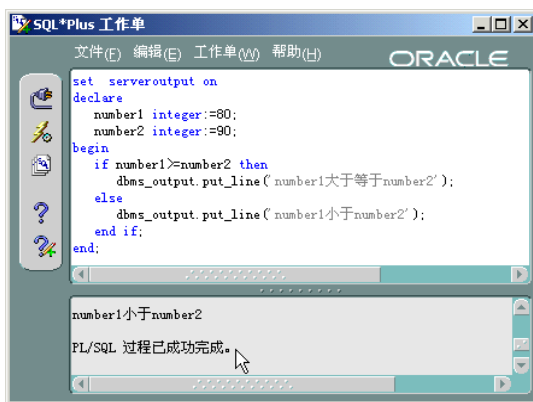 SQL*Plus 工作单
文件(F) 编辑(E) 工作单(W) 帮助(H)
ORACLE
set serveroutput on
declare
number1 integer:=80;
number2 integer:=90;
begin
if number1>=number2 then
dbms_output.put_line('number1大于等于number2');
else
dbms_output.put_line('number1小于number2');
end if;
end;
number1小于number2
PL/SQL 过程已成功完成。